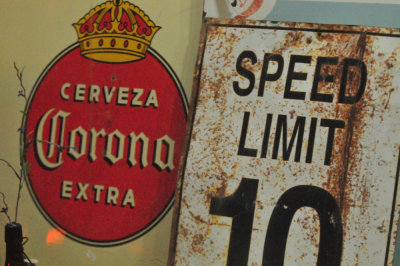 CERVEZA
Corona
EXTRA
SPEED
LIMIT
10